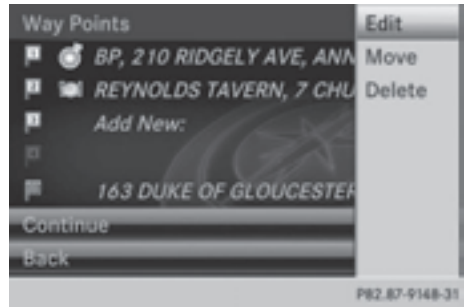 Way Points
BP, 210 RIDGELY AVE, ANN
REYNOLDS TAVERN, 7 CHU
Add New:
163 DUKE OF GLOUCESTER
Continue
Back
Edit
Move
Delete
P82.87-9148-31